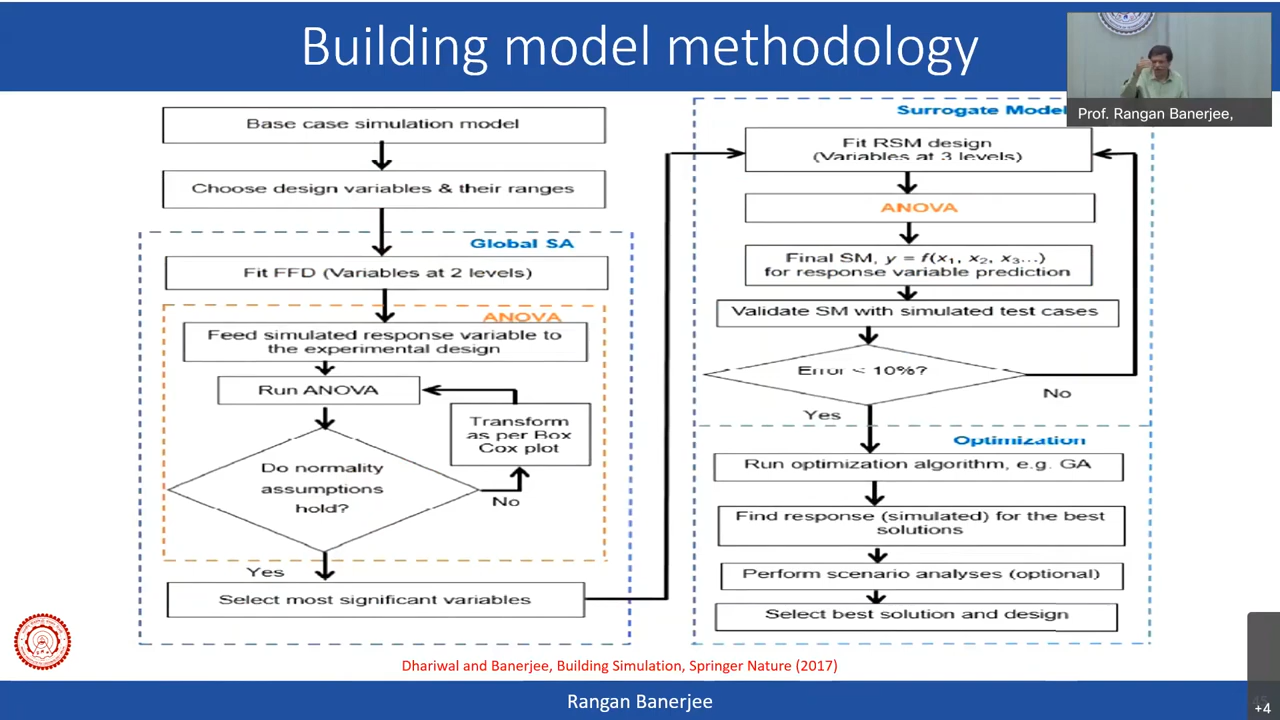 Building model methodology
Prof. Rangan Banerjee,
Base case simulation model
Choose design variables & their ranges
Global SA
Fit FFD (Variables at 2 levels)
ANOVA
Feed simulated response variable to
the experimental design
Run ANOVA
Transform
as per Box
Cox plot
Do normality
assumptions
hold?
No
Yes
Select most significant variables
Surrogate Model
Fit RSM design
(Variables at 3 levels)
ANOVA
Final SM, y = f(x₁, x₂, x₃...)
for response variable prediction
Validate SM with simulated test cases
Error < 10%?
No
Yes
Optimization
Run optimization algorithm, e.g. GA
Find response (simulated) for the best
solutions
Perform scenario analyses (optional)
Select best solution and design
Dhariwal and Banerjee, Building Simulation, Springer Nature (2017)
Rangan Banerjee
+4